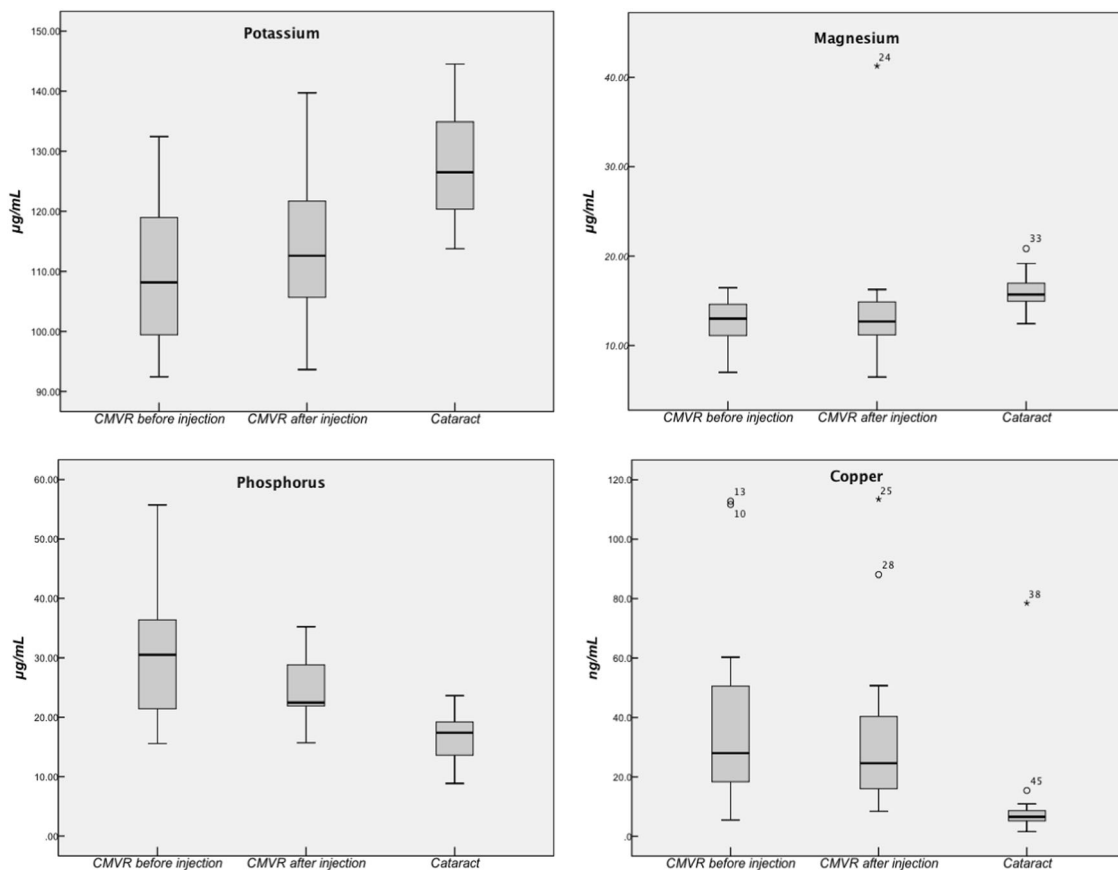 Potassium
150.00
140.00
130.00
120.00
110.00
100.00
90.00
µg/mL
CMVR before injection CMVR after injection Cataract
Magnesium
24
40.00
30.00
20.00
10.00
33
µg/mL
CMVR before injection CMVR after injection Cataract
Phosphorus
60.00
50.00
40.00
30.00
20.00
10.00
.00
µg/mL
CMVR before injection CMVR after injection Cataract
Copper
120.0
100.0
80.0
60.0
40.0
20.0
.0
13
10
25
28
38
45
ng/mL
CMVR before injection CMVR after injection Cataract